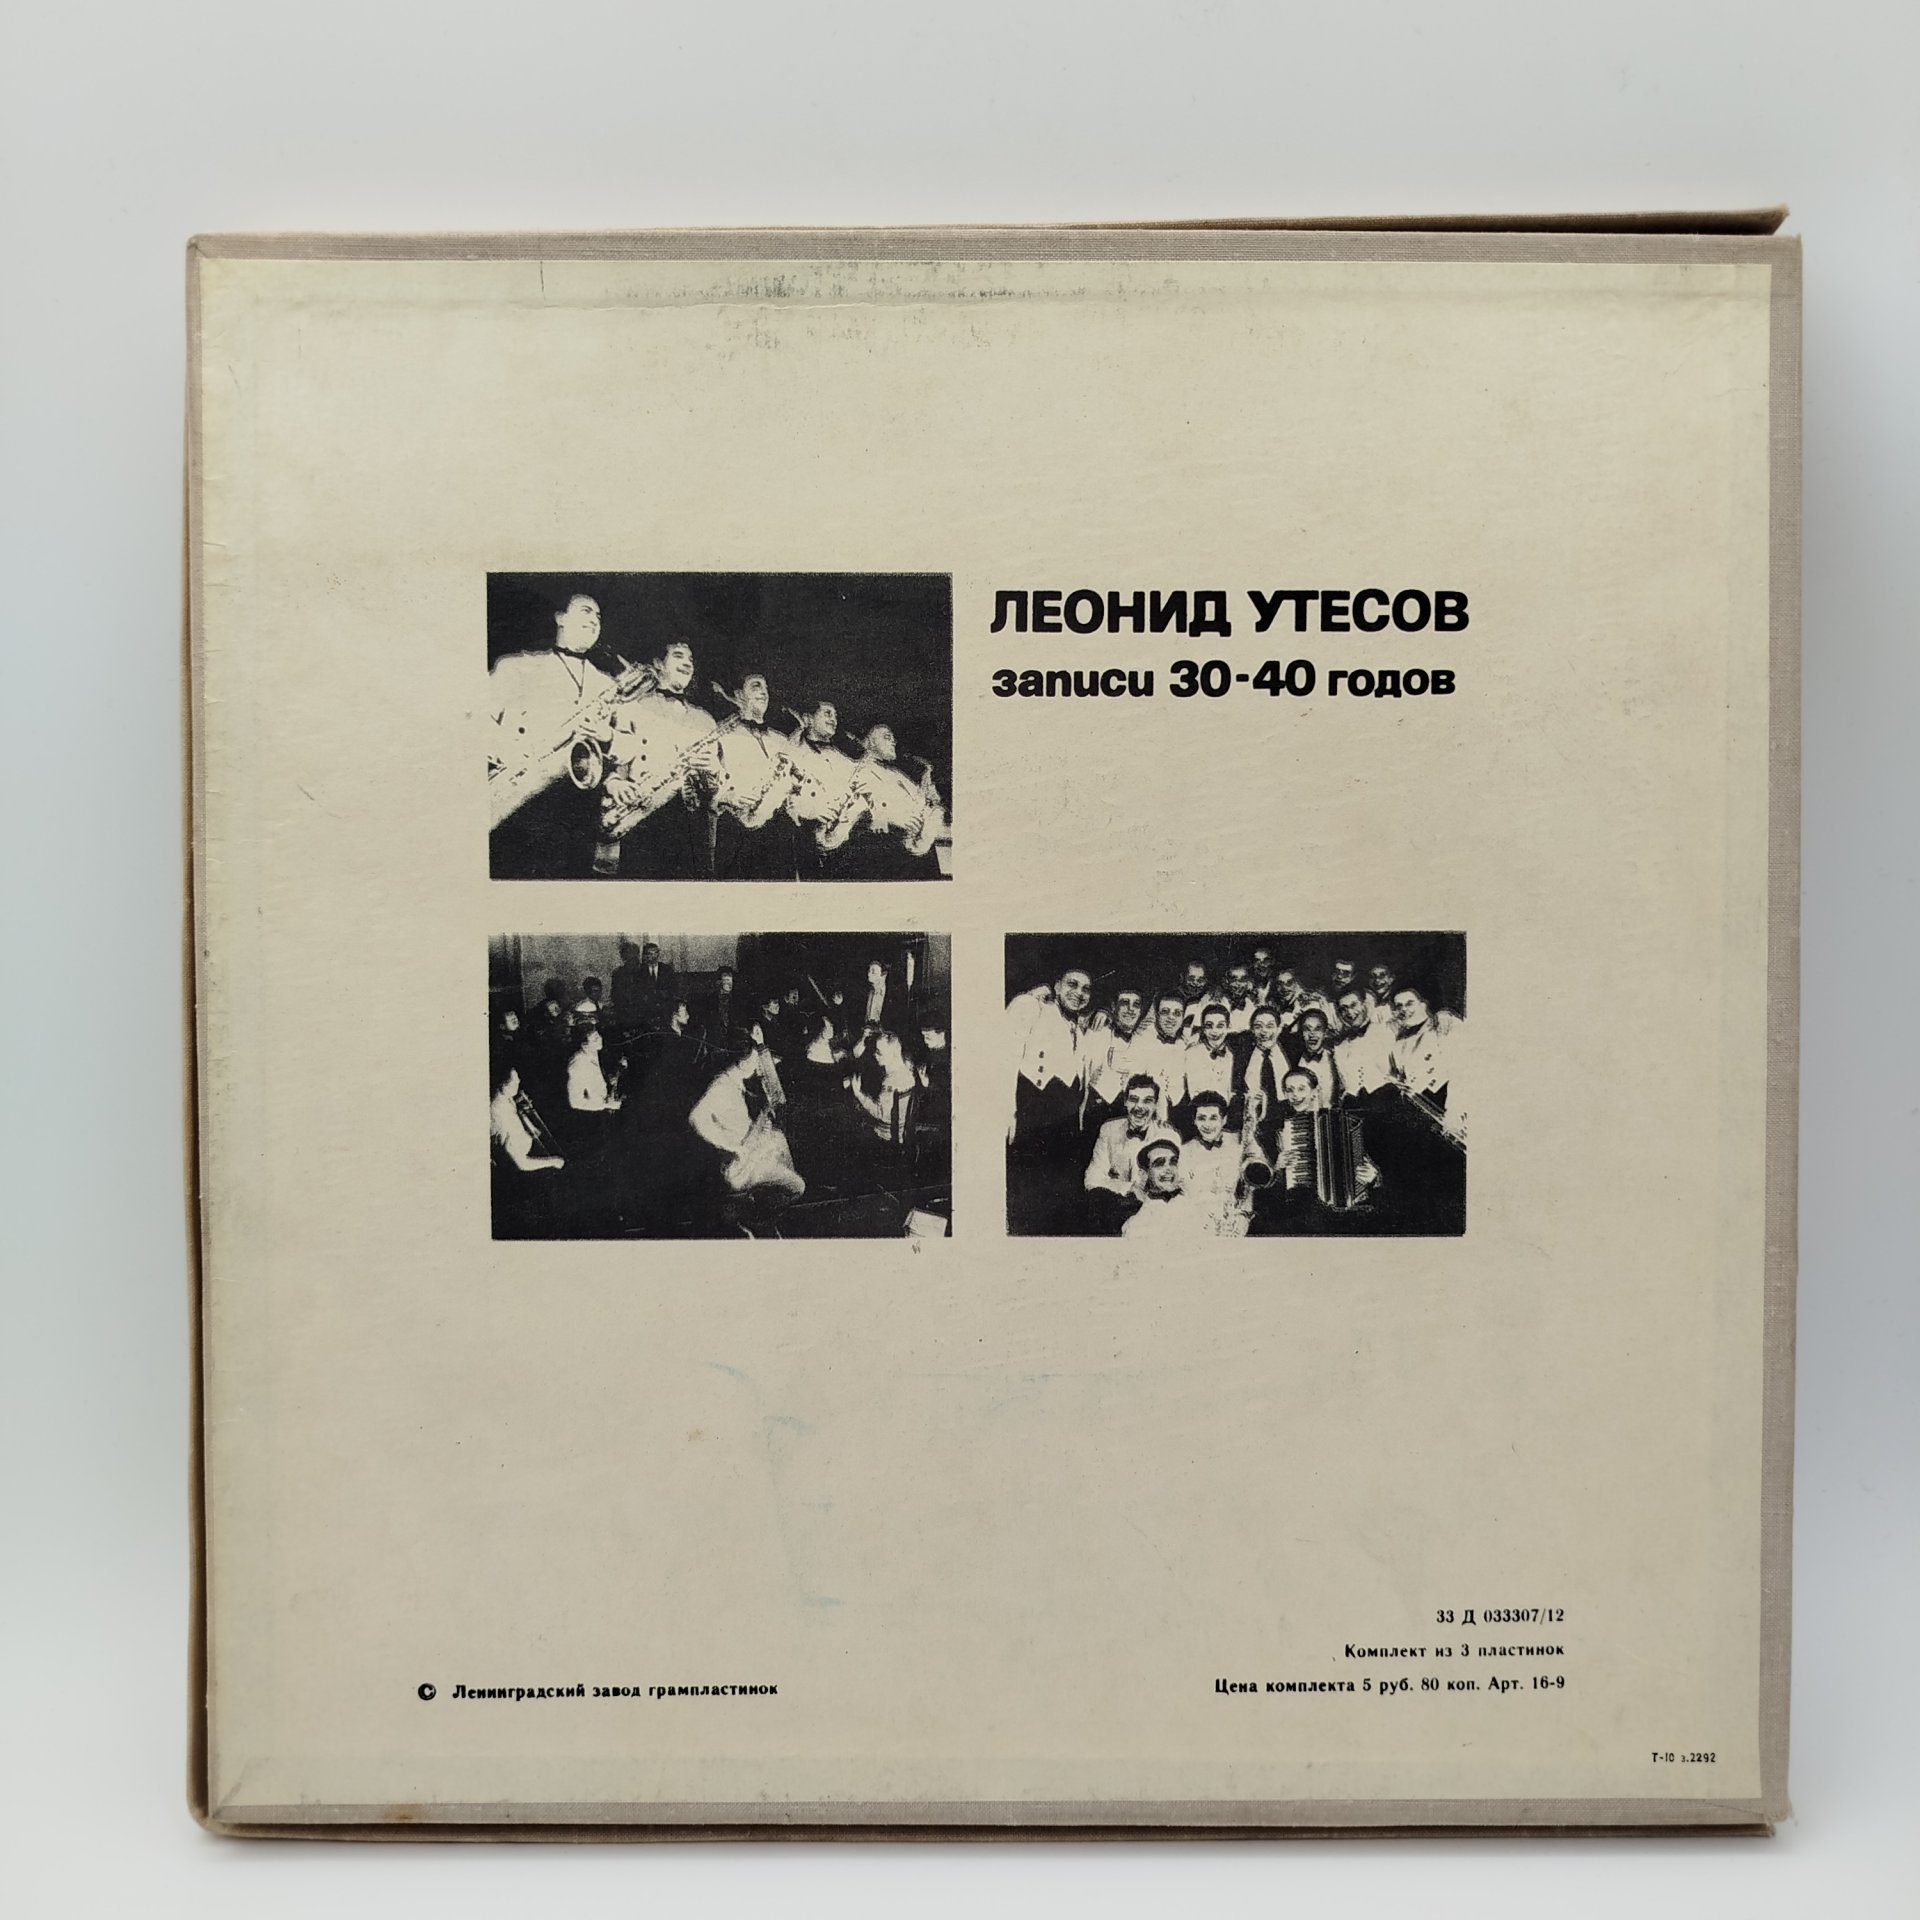 ЛЕОНИД УТЕСОВ
записи 30-40 годов
33 Д 033307/12
Комплект из 3 пластинок
Цена комплекта 5 руб. 80 коп. Арт. 16-9
© Ленинградский завод грампластинок
Т-10 з.2292